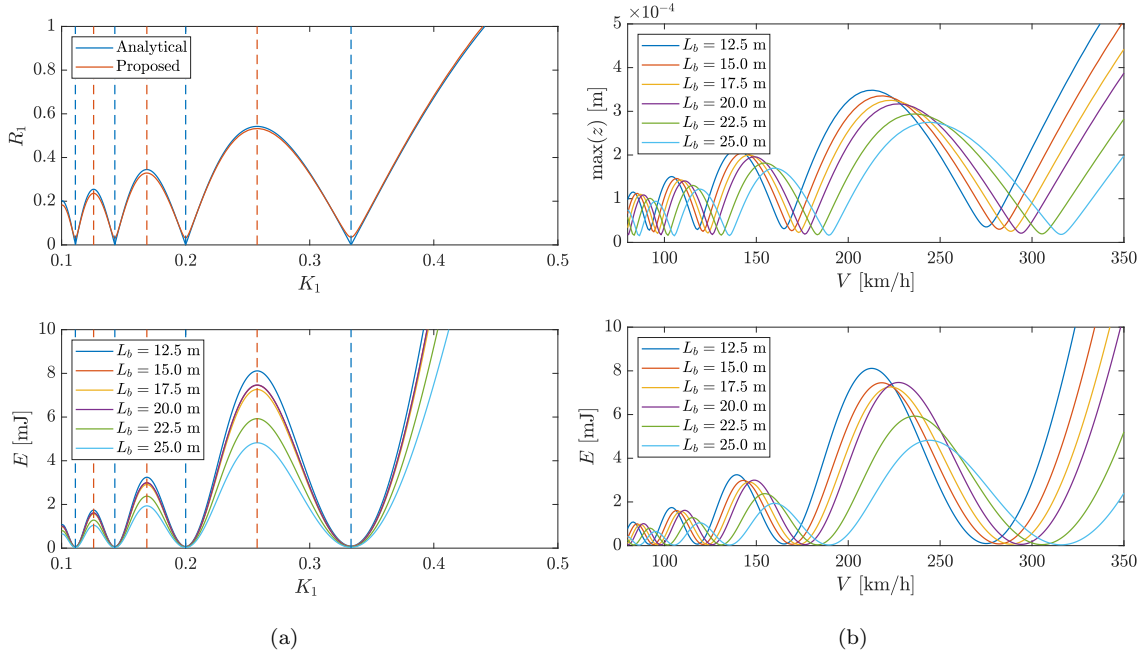 1
0.8
0.6
0.4
0.2
0
R₁
Analytical
Proposed
0.1 0.2 0.3 0.4 0.5
K₁
×10⁻⁴
5
4
3
2
1
0
max(z) [m]
L_b = 12.5 m
L_b = 15.0 m
L_b = 17.5 m
L_b = 20.0 m
L_b = 22.5 m
L_b = 25.0 m
100 150 200 250 300 350
V [km/h]
10
8
6
4
2
0
E [mJ]
L_b = 12.5 m
L_b = 15.0 m
L_b = 17.5 m
L_b = 20.0 m
L_b = 22.5 m
L_b = 25.0 m
0.1 0.2 0.3 0.4 0.5
K₁
10
8
6
4
2
0
E [mJ]
L_b = 12.5 m
L_b = 15.0 m
L_b = 17.5 m
L_b = 20.0 m
L_b = 22.5 m
L_b = 25.0 m
100 150 200 250 300 350
V [km/h]
(a)
(b)